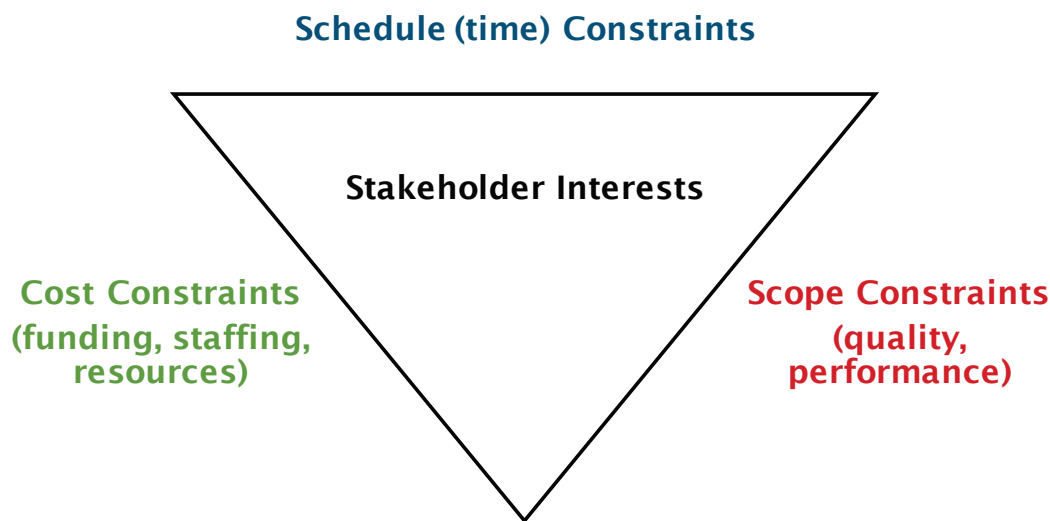 Schedule (time) Constraints
Stakeholder Interests
Cost Constraints
(funding, staffing,
resources)
Scope Constraints
(quality,
performance)